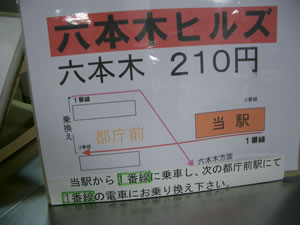 六本木ヒルズ
六本木 210円
1番線
2番線
乗換え
都庁前
当駅
3番線
1番線
六本木方面
当駅から1番線に乗車し、次の都庁前駅にて
1番線の電車にお乗り換え下さい。